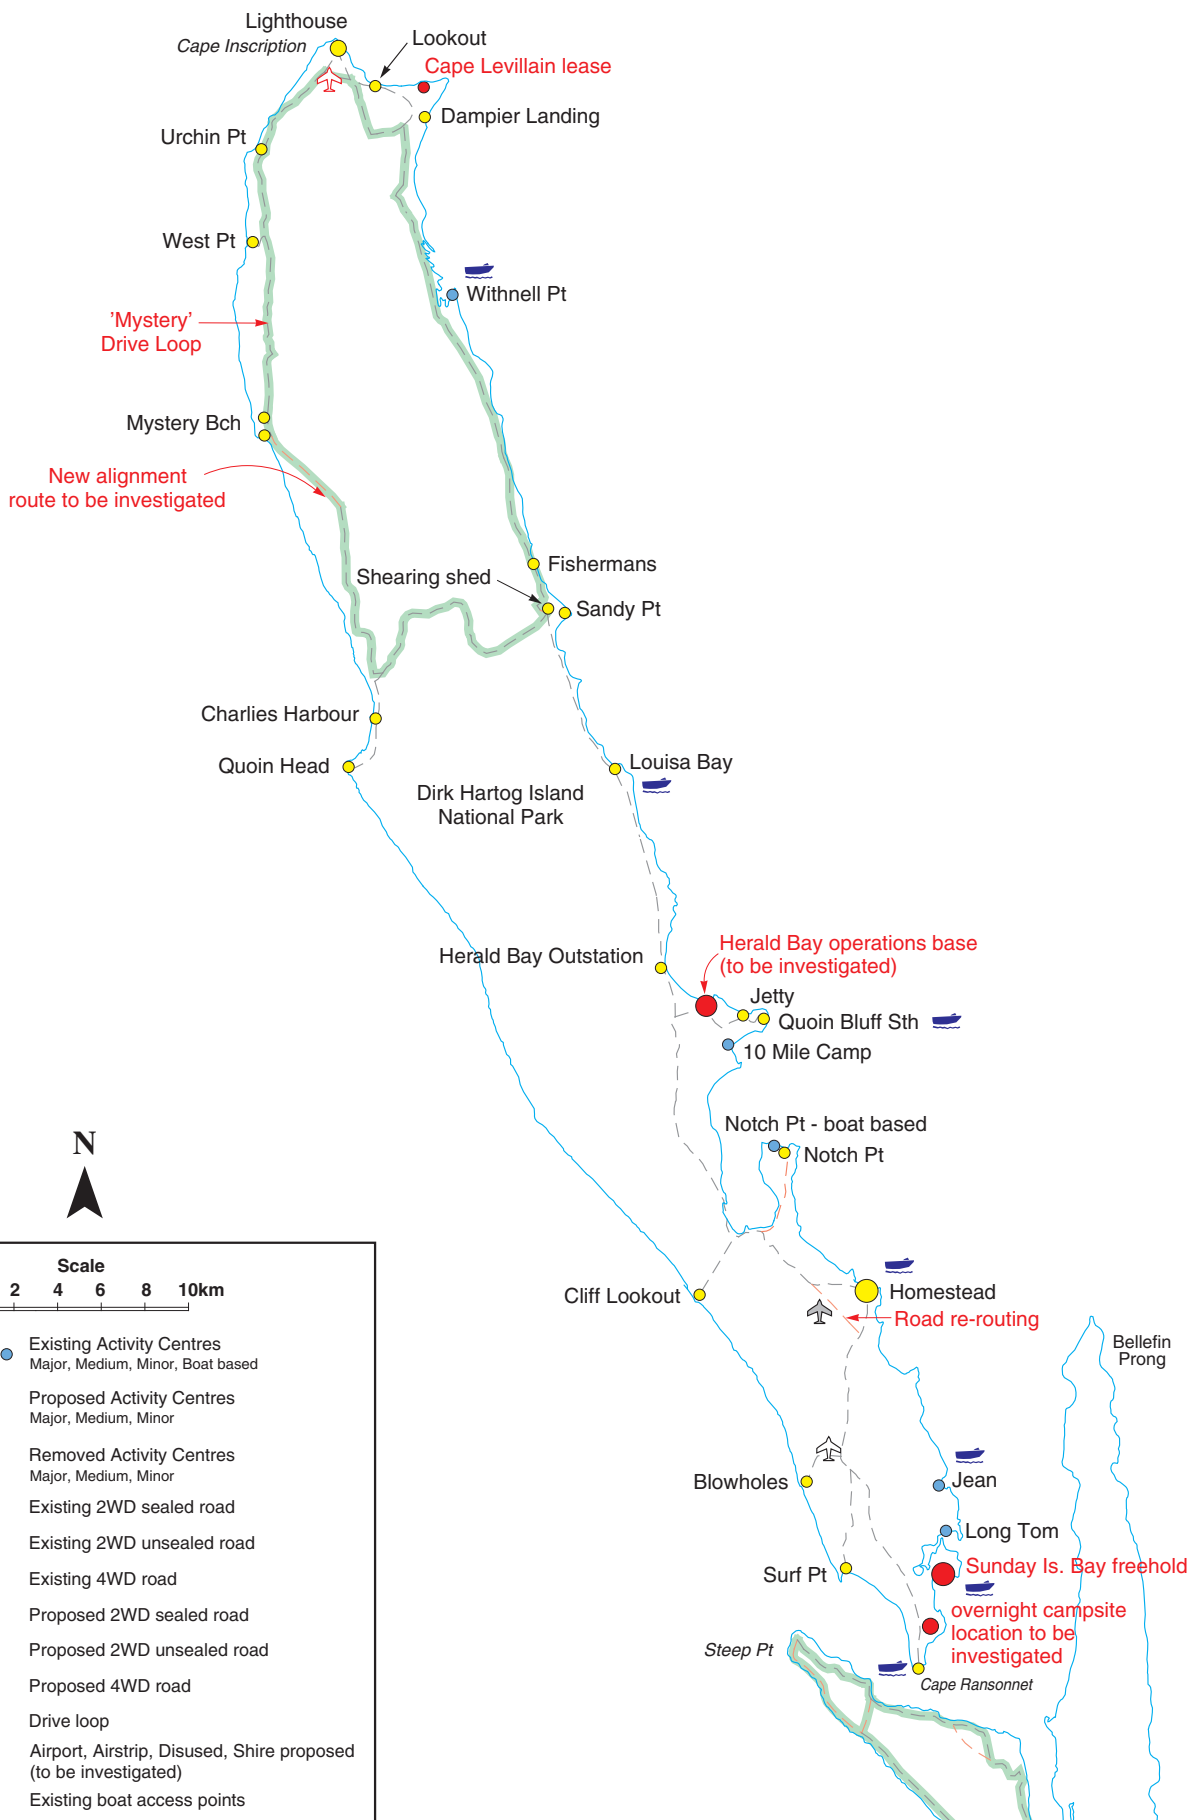 Lighthouse
Cape Inscription
Lookout
Cape Levillain lease
Dampier Landing
Urchin Pt
West Pt
Withnell Pt
'Mystery'
Drive Loop
Mystery Bch
New alignment
route to be investigated
Fishermans
Shearing shed
Sandy Pt
Charlies Harbour
Quoin Head
Louisa Bay
Dirk Hartog Island
National Park
Herald Bay operations base
(to be investigated)
Herald Bay Outstation
Jetty
Quoin Bluff Sth
10 Mile Camp
Notch Pt - boat based
Notch Pt
N
Cliff Lookout
Homestead
Road re-routing
Bellefin
Prong
Blowholes
Jean
Long Tom
Surf Pt
Sunday Is. Bay freehold
overnight campsite
location to be
investigated
Steep Pt
Cape Ransonnet
Scale
2 4 6 8 10km
Existing Activity Centres
Major, Medium, Minor, Boat based
Proposed Activity Centres
Major, Medium, Minor
Removed Activity Centres
Major, Medium, Minor
Existing 2WD sealed road
Existing 2WD unsealed road
Existing 4WD road
Proposed 2WD sealed road
Proposed 2WD unsealed road
Proposed 4WD road
Drive loop
Airport, Airstrip, Disused, Shire proposed
(to be investigated)
Existing boat access points